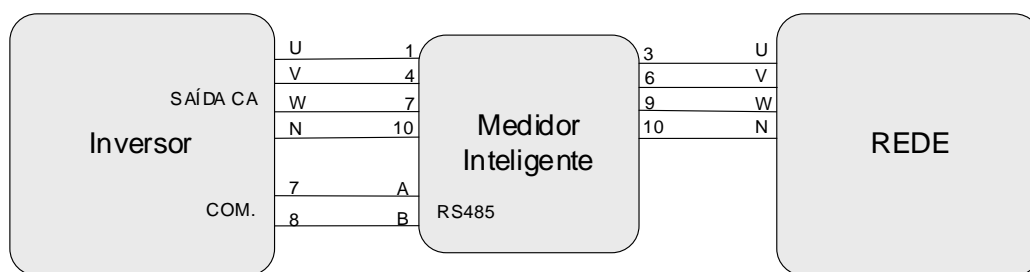 U 1 3 U
V 4 6 V
SAÍDA CA W 7 9 W
N 10 10 N
Inversor
Medidor
Inteligente
REDE
7 A
COM. 8 B RS485